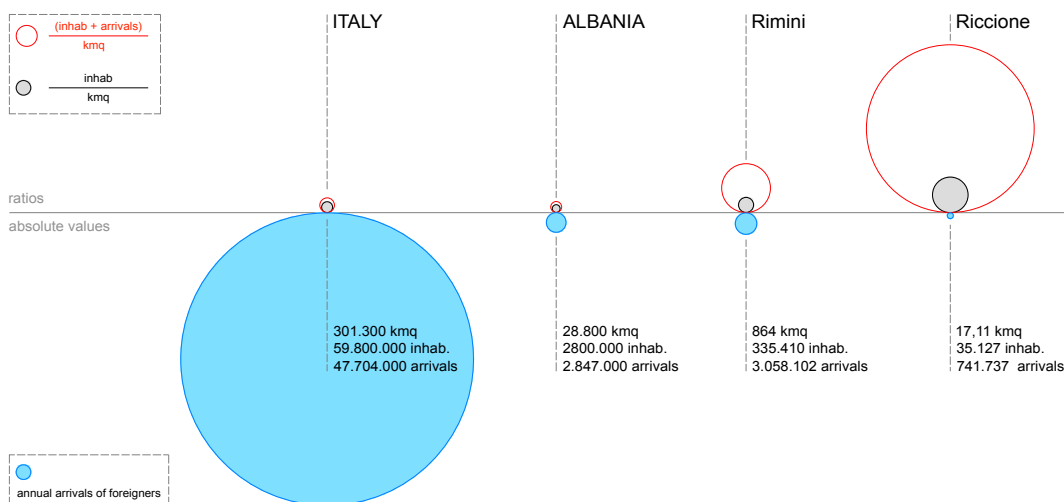 (inhab + arrivals)
kmq
inhab
kmq
ITALY
ALBANIA
Rimini
Riccione
ratios
absolute values
301.300 kmq
59.800.000 inhab.
47.704.000 arrivals
28.800 kmq
2800.000 inhab.
2.847.000 arrivals
864 kmq
335.410 inhab.
3.058.102 arrivals
17,11 kmq
35.127 inhab.
741.737 arrivals
annual arrivals of foreigners